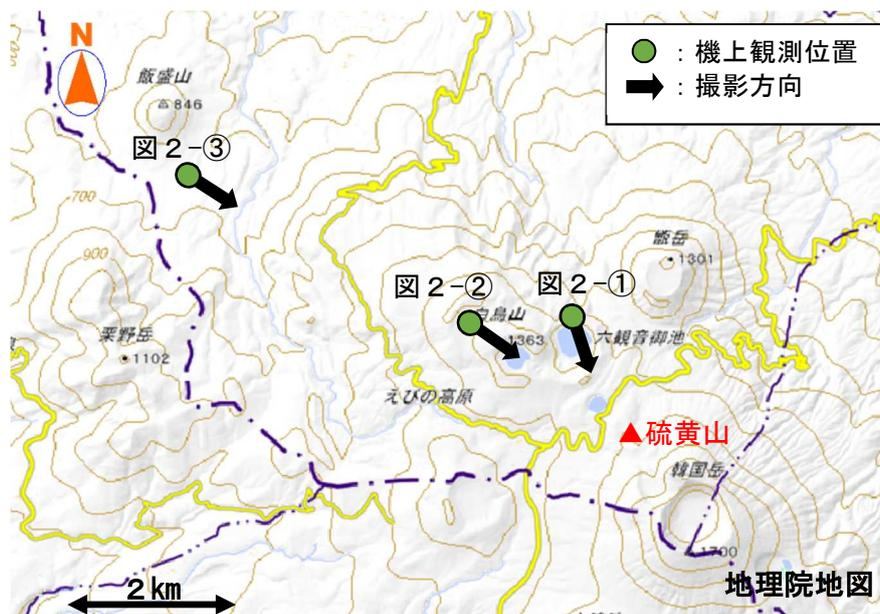 N
：機上観測位置
：撮影方向
飯盛山
846
図２-③
700
900
甑岳
1301
図２-②
図２-①
白鳥山
1363
六観音御池
栗野岳
1102
えびの高原
硫黄山
韓国岳
1700
2km
地理院地図